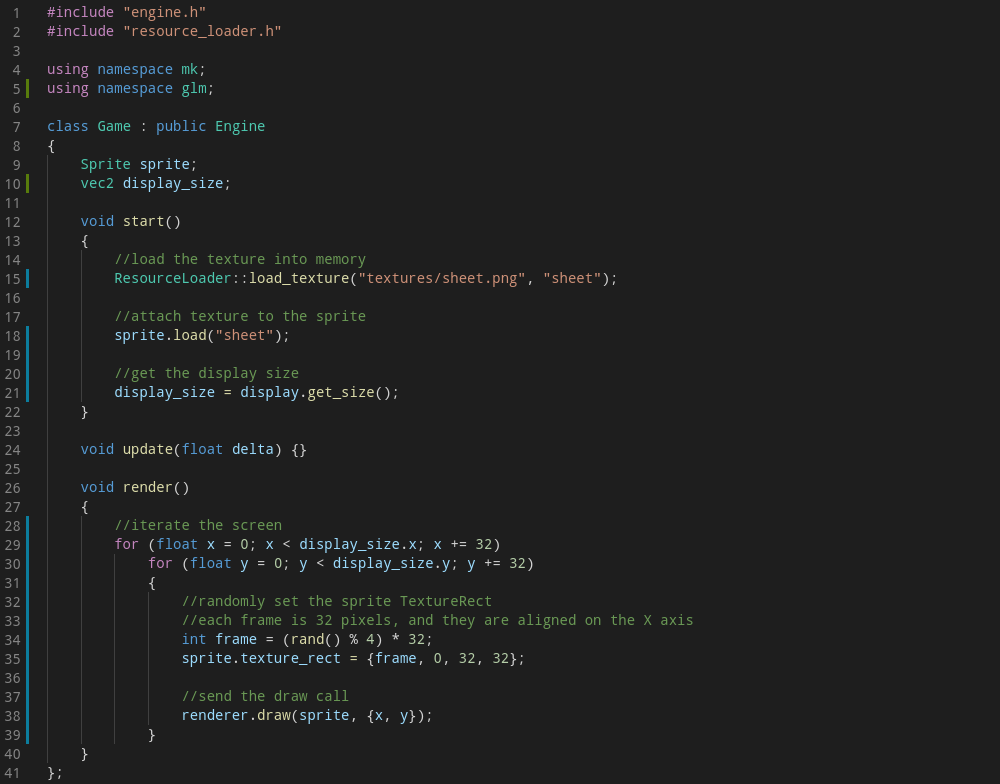 1 #include "engine.h"
2 #include "resource_loader.h"
3
4 using namespace mk;
5 using namespace glm;
6
7 class Game : public Engine
8 {
9     Sprite sprite;
10     vec2 display_size;
11
12     void start()
13     {
14         //load the texture into memory
15         ResourceLoader::load_texture("textures/sheet.png", "sheet");
16
17         //attach texture to the sprite
18         sprite.load("sheet");
19
20         //get the display size
21         display_size = display.get_size();
22     }
23
24     void update(float delta) {}
25
26     void render()
27     {
28         //iterate the screen
29         for (float x = 0; x < display_size.x; x += 32)
30             for (float y = 0; y < display_size.y; y += 32)
31             {
32                 //randomly set the sprite TextureRect
33                 //each frame is 32 pixels, and they are aligned on the X axis
34                 int frame = (rand() % 4) * 32;
35                 sprite.texture_rect = {frame, 0, 32, 32};
36
37                 //send the draw call
38                 renderer.draw(sprite, {x, y});
39             }
40     }
41 };